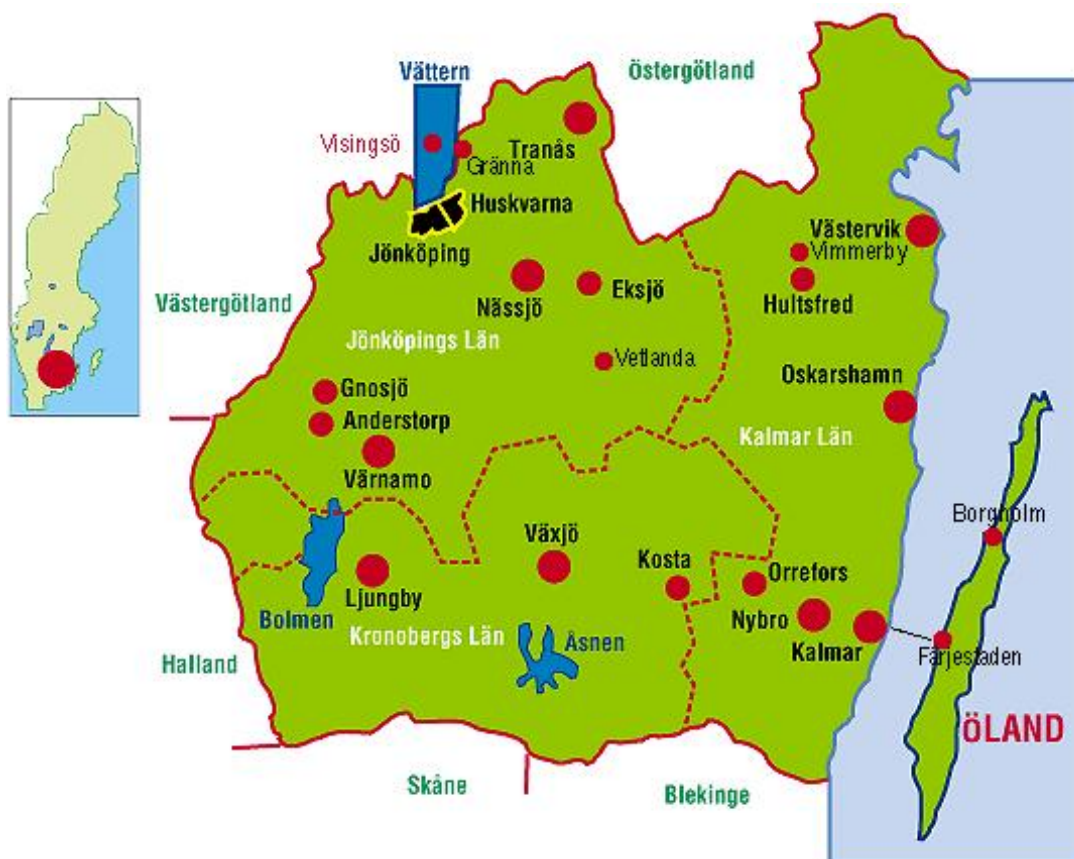 Vättern
Östergötland
Visingsö
Tranås
Gränna
Huskvarna
Jönköping
Västervik
Vimmerby
Västergötland
Nässjö
Eksjö
Hultsfred
Jönköpings Län
Vetlanda
Oskarshamn
Gnosjö
Anderstorp
Kalmar Län
Värnamo
Borgholm
Växjö
Kosta
Orrefors
Ljungby
Bolmen
Nybro
Kronobergs Län
Åsnen
Kalmar
Färjestaden
Halland
ÖLAND
Skåne
Blekinge